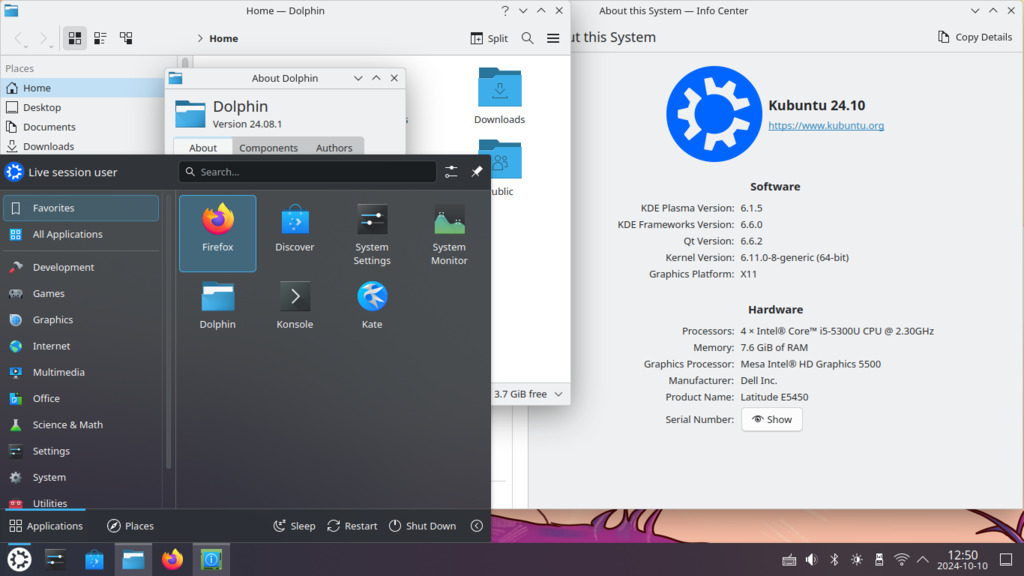 Home — Dolphin
Split
Home
Places
Home
Desktop
Documents
Downloads
Downloads
ublic
3.7 GiB free
About Dolphin
Dolphin
Version 24.08.1
About
Components
Authors
About this System — Info Center
ut this System
Copy Details
Kubuntu 24.10
https://www.kubuntu.org
Software
KDE Plasma Version: 6.1.5
KDE Frameworks Version: 6.6.0
Qt Version: 6.6.2
Kernel Version: 6.11.0-8-generic (64-bit)
Graphics Platform: X11
Hardware
Processors: 4 × Intel® Core™ i5-5300U CPU @ 2.30GHz
Memory: 7.6 GiB of RAM
Graphics Processor: Mesa Intel® HD Graphics 5500
Manufacturer: Dell Inc.
Product Name: Latitude E5450
Serial Number: Show
Live session user
Search...
Favorites
All Applications
Development
Games
Graphics
Internet
Multimedia
Office
Science & Math
Settings
System
Utilities
Firefox
Discover
System
Settings
System
Monitor
Dolphin
Konsole
Kate
Applications
Places
Sleep
Restart
Shut Down
12:50
2024-10-10